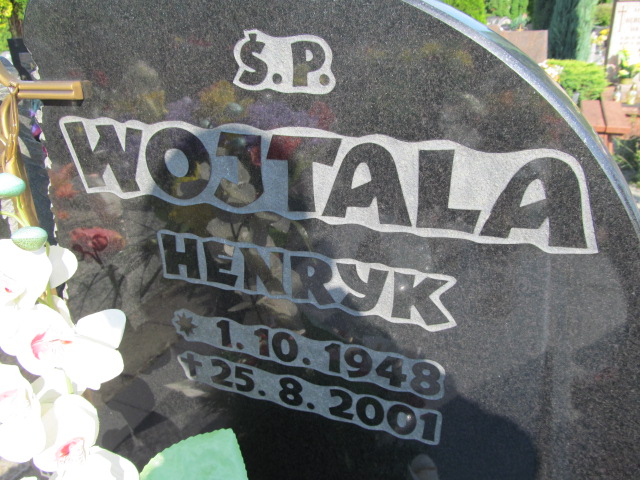 Ś.P.
WOJTALA
HENRYK
* 1.10.1948
† 25.8.2001